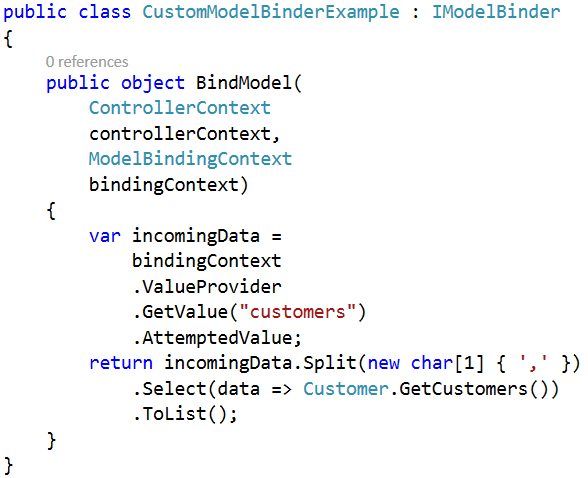 public class CustomModelBinderExample : IModelBinder
{
0 references
public object BindModel(
ControllerContext
controllerContext,
ModelBindingContext
bindingContext)
{
var incomingData =
bindingContext
.ValueProvider
.GetValue("customers")
.AttemptedValue;
return incomingData.Split(new char[1] { ',' })
.Select(data => Customer.GetCustomers())
.ToList();
}
}